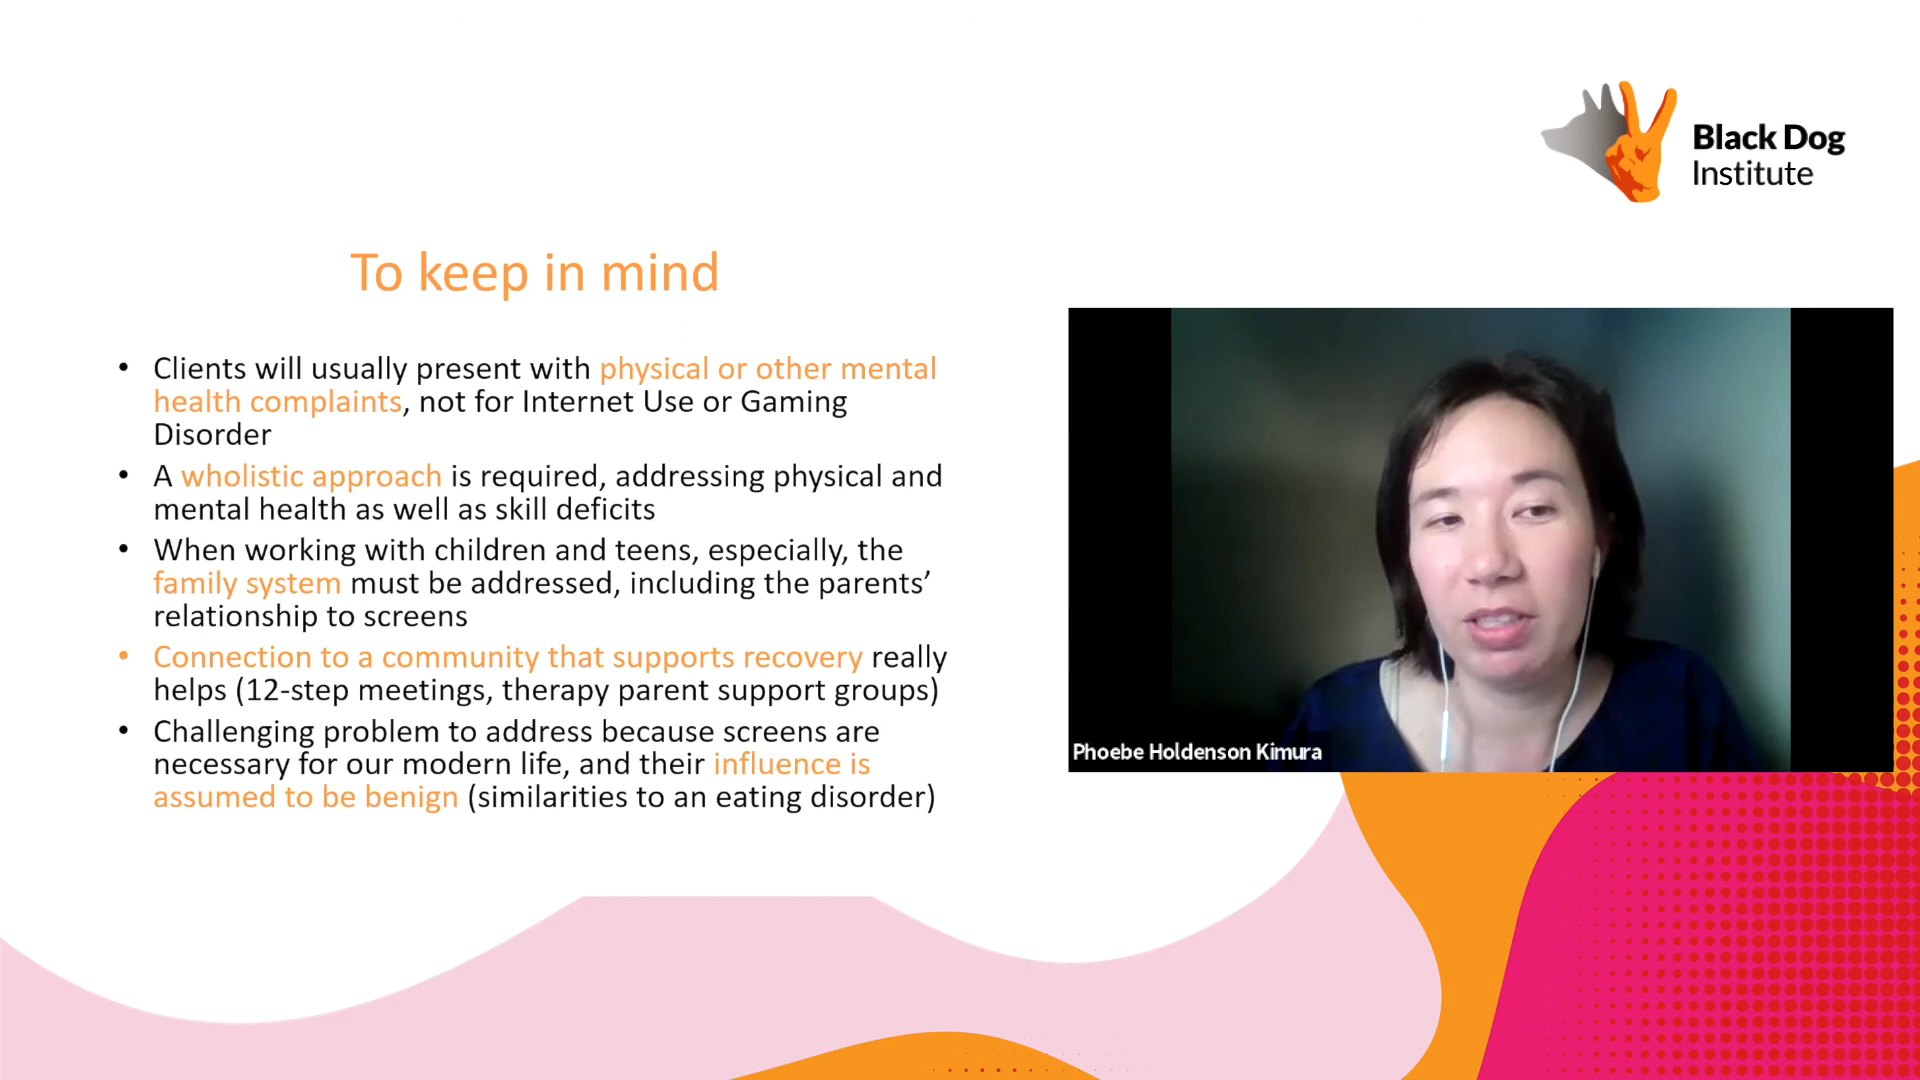 Black Dog
Institute
To keep in mind
• Clients will usually present with physical or other mental
health complaints, not for Internet Use or Gaming
Disorder
• A wholistic approach is required, addressing physical and
mental health as well as skill deficits
• When working with children and teens, especially, the
family system must be addressed, including the parents’
relationship to screens
• Connection to a community that supports recovery really
helps (12-step meetings, therapy parent support groups)
• Challenging problem to address because screens are
necessary for our modern life, and their influence is
assumed to be benign (similarities to an eating disorder)
Phoebe Holdenson Kimura